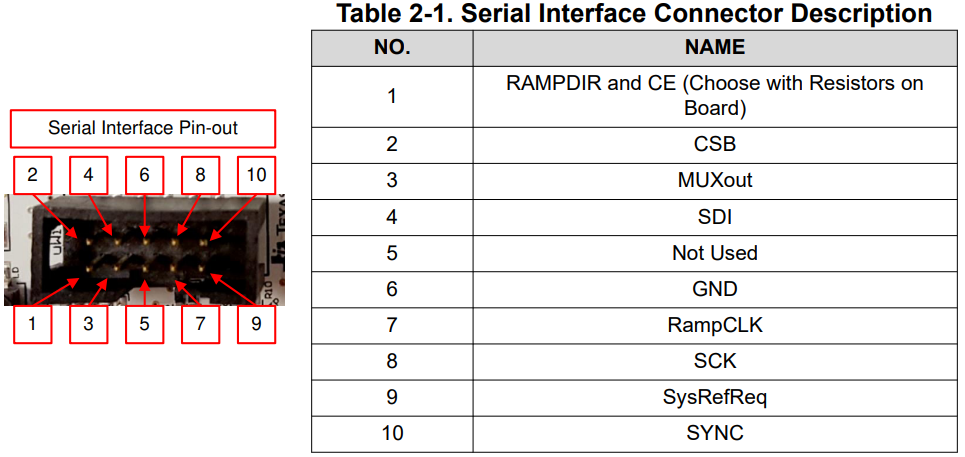 Table 2-1. Serial Interface Connector Description
NO. NAME
1 RAMPDIR and CE (Choose with Resistors on
Board)
2 CSB
3 MUXout
4 SDI
5 Not Used
6 GND
7 RampCLK
8 SCK
9 SysRefReq
10 SYNC
Serial Interface Pin-out
2 4 6 8 10
1 3 5 7 9